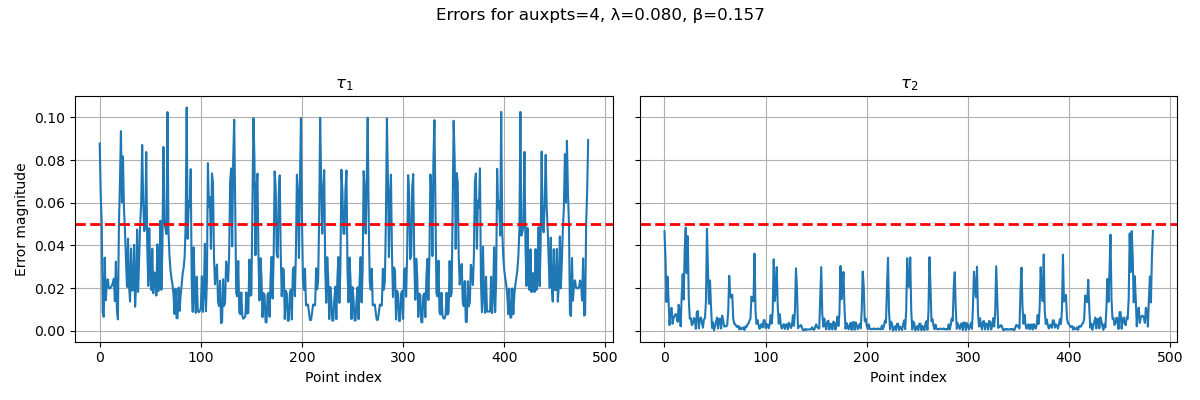 Errors for auxpts=4, λ=0.080, β=0.157
τ₁
τ₂
Error magnitude
0.10
0.08
0.06
0.04
0.02
0.00
0 100 200 300 400 500
0 100 200 300 400 500
Point index
Point index